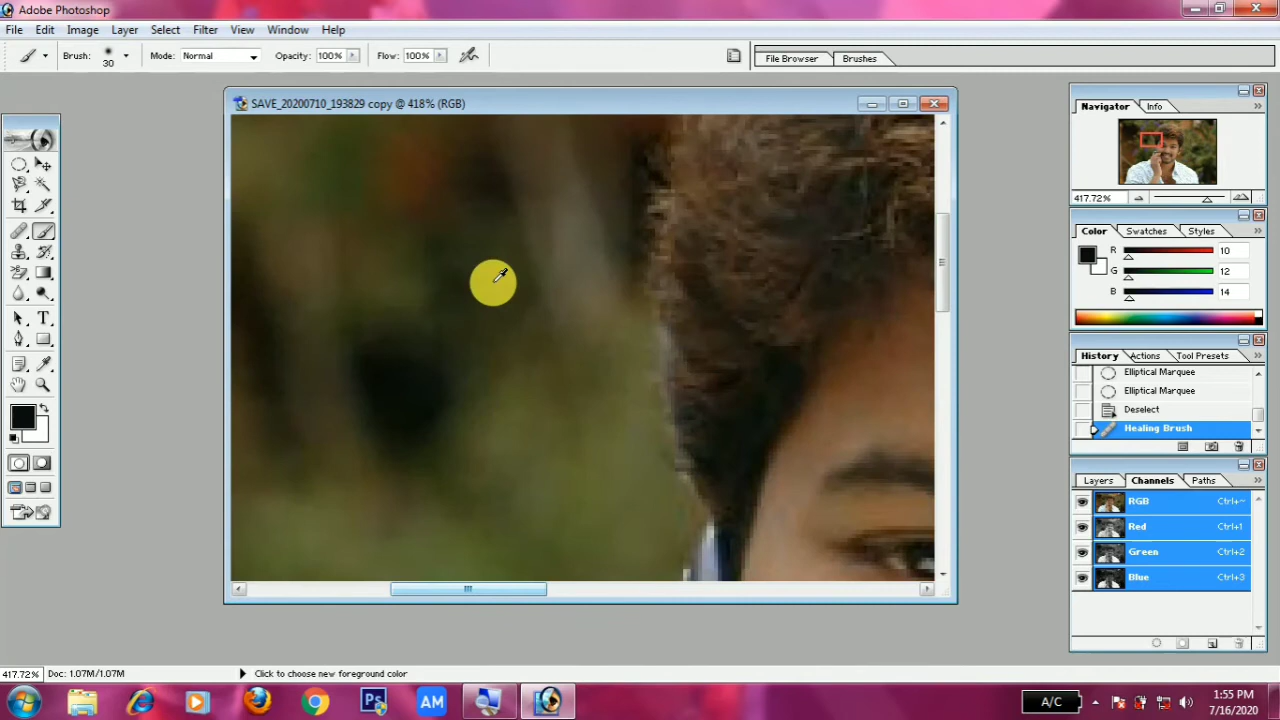 Adobe Photoshop
File Edit Image Layer Select Filter View Window Help
Brush: 30 Mode: Normal Opacity: 100% Flow: 100% File Browser Brushes
SAVE_20200710_193829 copy @ 418% (RGB)
Navigator Info
417.72%
Color Swatches Styles
R 10
G 12
B 14
History Actions Tool Presets
Elliptical Marquee
Elliptical Marquee
Deselect
Healing Brush
Layers Channels Paths
RGB Ctrl+~
Red Ctrl+1
Green Ctrl+2
Blue Ctrl+3
417.72% Doc: 1.07M/1.07M Click to choose new foreground color
Ps AM A/C 1:55 PM
7/16/2020